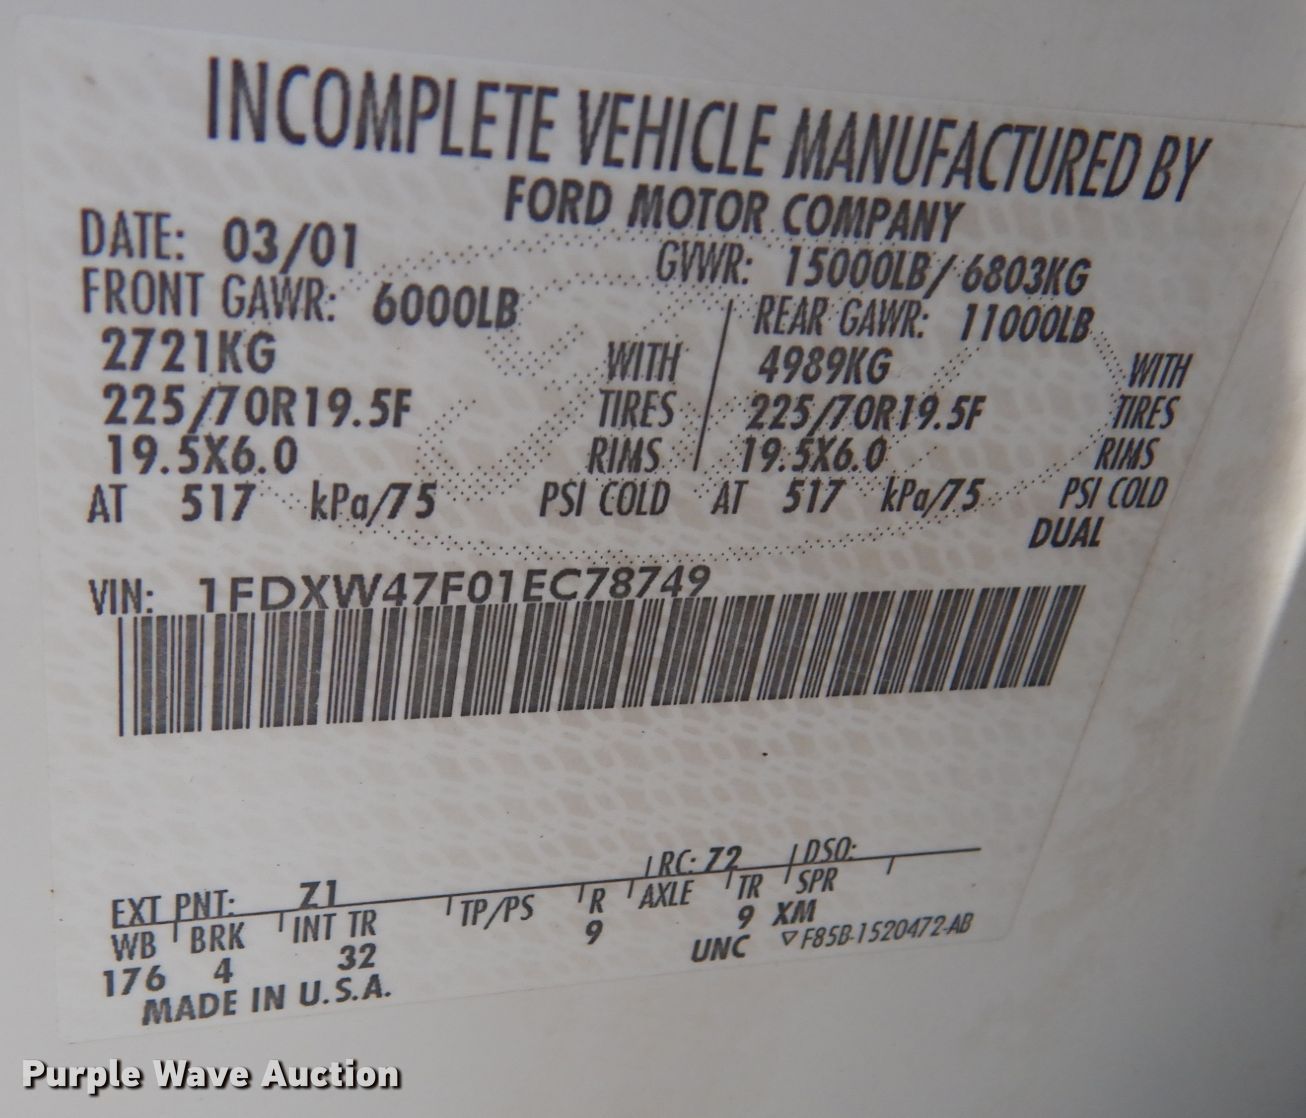 INCOMPLETE VEHICLE MANUFACTURED BY
FORD MOTOR COMPANY
DATE: 03/01 GVWR: 15000LB/ 6803KG
FRONT GAWR: 6000LB REAR GAWR: 11000LB
2721KG WITH 4989KG WITH
225/70R19.5F TIRES 225/70R19.5F TIRES
19.5X6.0 RIMS 19.5X6.0 RIMS
AT 517 kPa/75 PSI COLD AT 517 kPa/75 PSI COLD
DUAL
VIN: 1FDXW47F01EC78749
EXT PNT: Z1 RC: 72 DSO:
WB BRK INT TR TP/PS R AXLE TR SPR
176 4 32 9 9 XM
MADE IN U.S.A. UNC F85B-1520472-AB
Purple Wave Auction